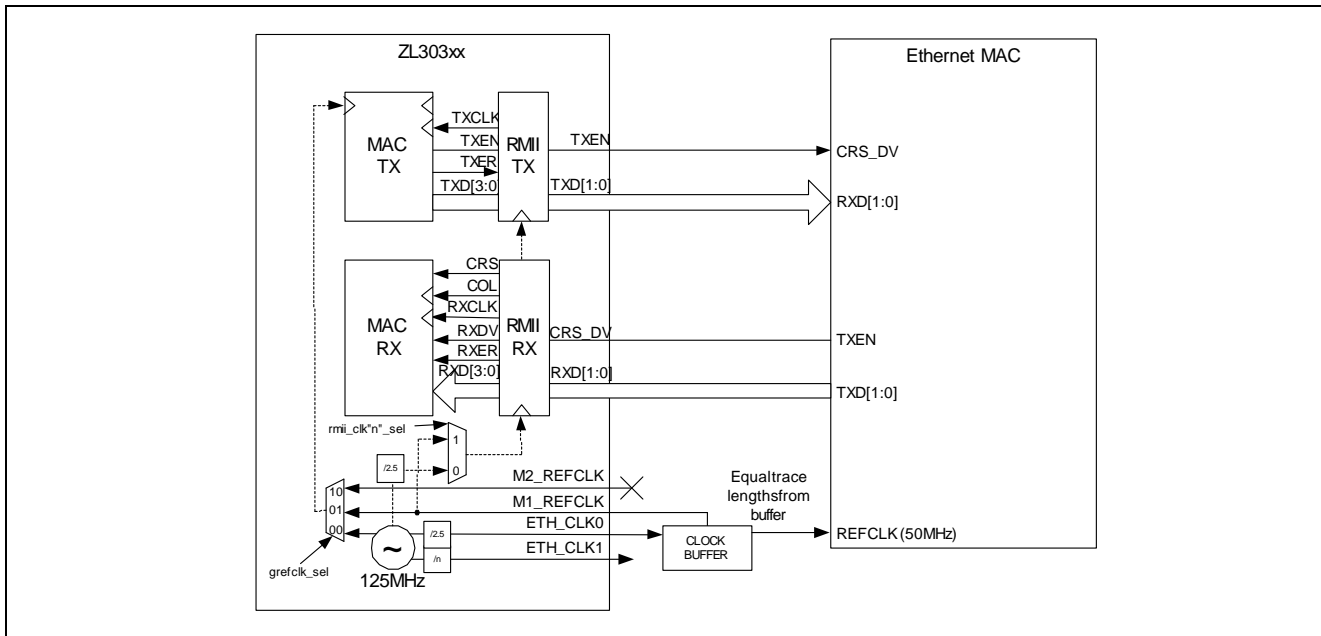 ZL303xx
Ethernet MAC
MAC
TX
TXCLK
TXEN
TXER
TXD[3:0]
RMII
TX
TXEN
TXD[1:0]
CRS_DV
RXD[1:0]
MAC
RX
CRS
COL
RXCLK
RXDV
RXER
RXD[3:0]
RMII
RX
CRS_DV
RXD[1:0]
TXEN
TXD[1:0]
rmii_clk"n"_sel
1
0
/2.5
10
01
00
M2_REFCLK
M1_REFCLK
ETH_CLK0
ETH_CLK1
/2.5
/n
~
125MHz
grefclk_sel
Equaltrace
lengthsfrom
buffer
CLOCK
BUFFER
REFCLK (50MHz)